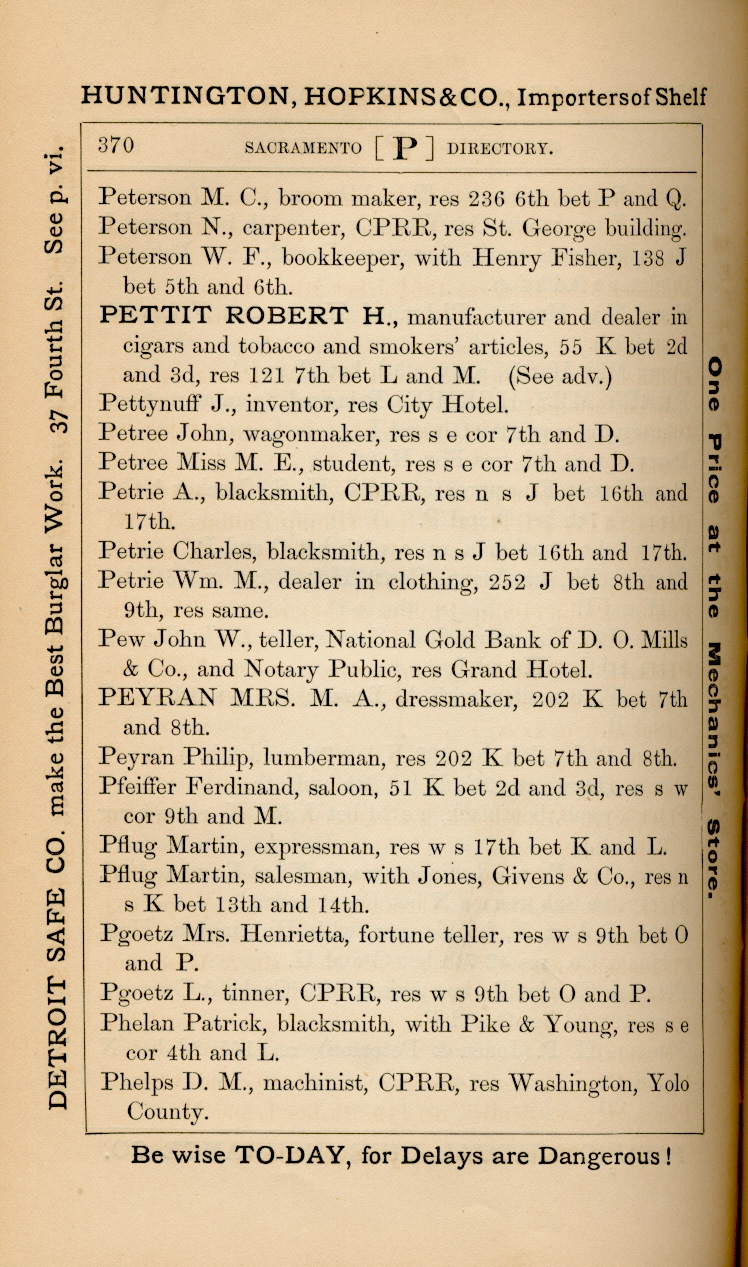 HUNTINGTON, HOPKINS & CO., Importers of Shelf
370 SACRAMENTO [ P ] DIRECTORY.
Peterson M. C., broom maker, res 236 6th bet P and Q.
Peterson N., carpenter, CPRR, res St. George building.
Peterson W. F., bookkeeper, with Henry Fisher, 138 J
bet 5th and 6th.
PETTIT ROBERT H., manufacturer and dealer in
cigars and tobacco and smokers' articles, 55 K bet 2d
and 3d, res 121 7th bet L and M. (See adv.)
Pettynuff J., inventor, res City Hotel.
Petree John, wagonmaker, res s e cor 7th and D.
Petree Miss M. E., student, res s e cor 7th and D.
Petrie A., blacksmith, CPRR, res n s J bet 16th and
17th.
Petrie Charles, blacksmith, res n s J bet 16th and 17th.
Petrie Wm. M., dealer in clothing, 252 J bet 8th and
9th, res same.
Pew John W., teller, National Gold Bank of D. O. Mills
& Co., and Notary Public, res Grand Hotel.
PEYRAN MRS. M. A., dressmaker, 202 K bet 7th
and 8th.
Peyran Philip, lumberman, res 202 K bet 7th and 8th.
Pfeiffer Ferdinand, saloon, 51 K bet 2d and 3d, res s w
cor 9th and M.
Pflug Martin, expressman, res w s 17th bet K and L.
Pflug Martin, salesman, with Jones, Givens & Co., res n
s K bet 13th and 14th.
Pgoetz Mrs. Henrietta, fortune teller, res w s 9th bet O
and P.
Pgoetz L., tinner, CPRR, res w s 9th bet O and P.
Phelan Patrick, blacksmith, with Pike & Young, res s e
cor 4th and L.
Phelps D. M., machinist, CPRR, res Washington, Yolo
County.
Be wise TO-DAY, for Delays are Dangerous!
DETROIT SAFE CO. make the Best Burglar Work. 37 Fourth St. See p. vi.
One Price at the Mechanics' Store.